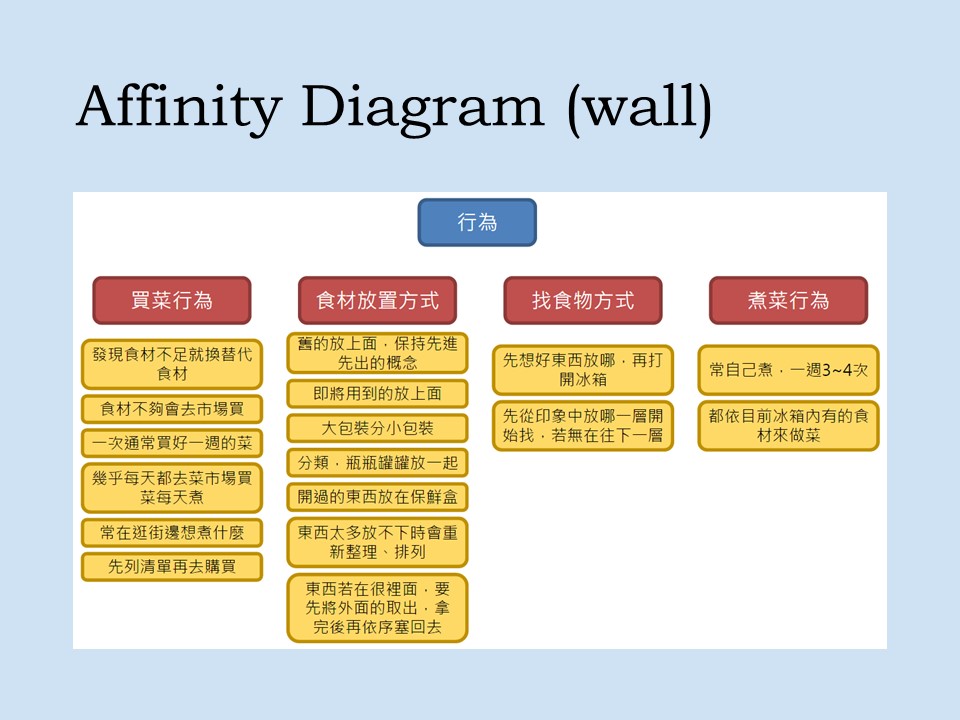 Affinity Diagram (wall)
行為
買菜行為
發現食材不足就換替代
食材
食材不夠會去市場買
一次通常買好一週的菜
幾乎每天都去菜市場買
菜每天煮
常在逛街邊想煮什麼
先列清單再去購買
食材放置方式
舊的放上面，保持先進
先出的概念
即將用到的放上面
大包裝分小包裝
分類，瓶瓶罐罐放一起
開過的東西放在保鮮盒
東西太多放不下時會重
新整理、排列
東西若在很裡面，要
先將外面的取出，拿
完後再依序塞回去
找食物方式
先想好東西放哪，再打
開冰箱
先從印象中放哪一層開
始找，若無在往下一層
煮菜行為
常自己煮，一週3~4次
都依目前冰箱內有的食
材來做菜